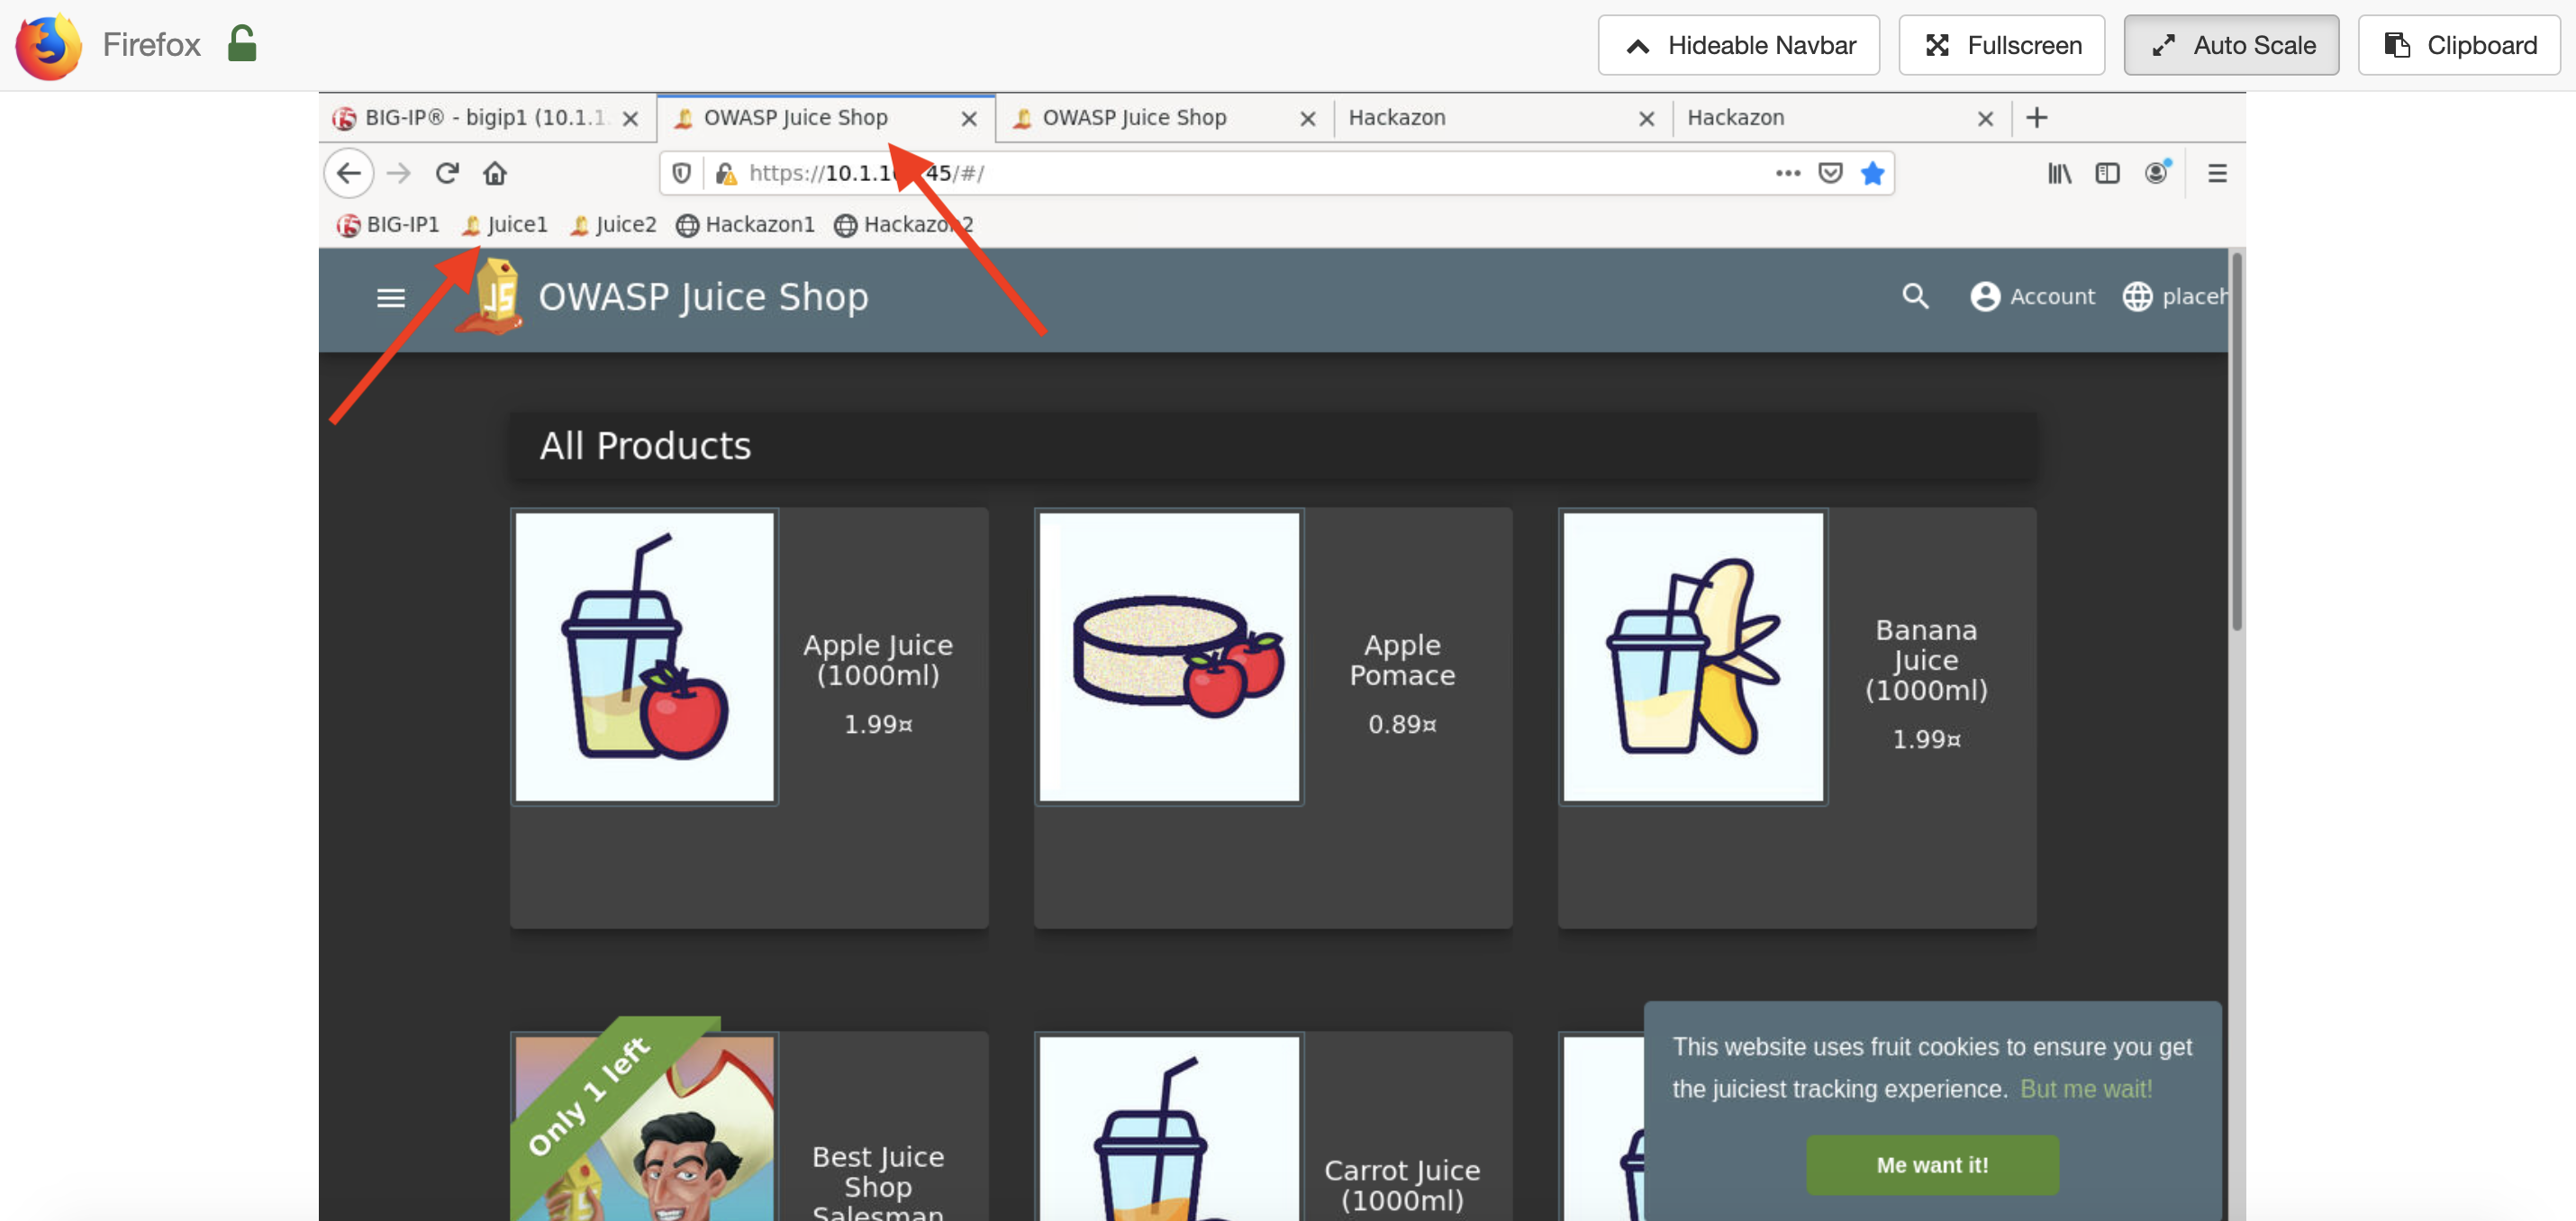 Firefox
Hideable Navbar
Fullscreen
Auto Scale
Clipboard
BIG-IP® - bigip1 (10.1.1.
OWASP Juice Shop
OWASP Juice Shop
Hackazon
Hackazon
https://10.1.1 45/#/
BIG-IP1
Juice1
Juice2
Hackazon1
Hackazon2
JS
OWASP Juice Shop
Account
placeh
All Products
Apple Juice
(1000ml)
1.99¤
Apple
Pomace
0.89¤
Banana
Juice
(1000ml)
1.99¤
Only 1 left
Best Juice
Shop
Salesman
Carrot Juice
(1000ml)
This website uses fruit cookies to ensure you get
the juiciest tracking experience. But me wait!
Me want it!